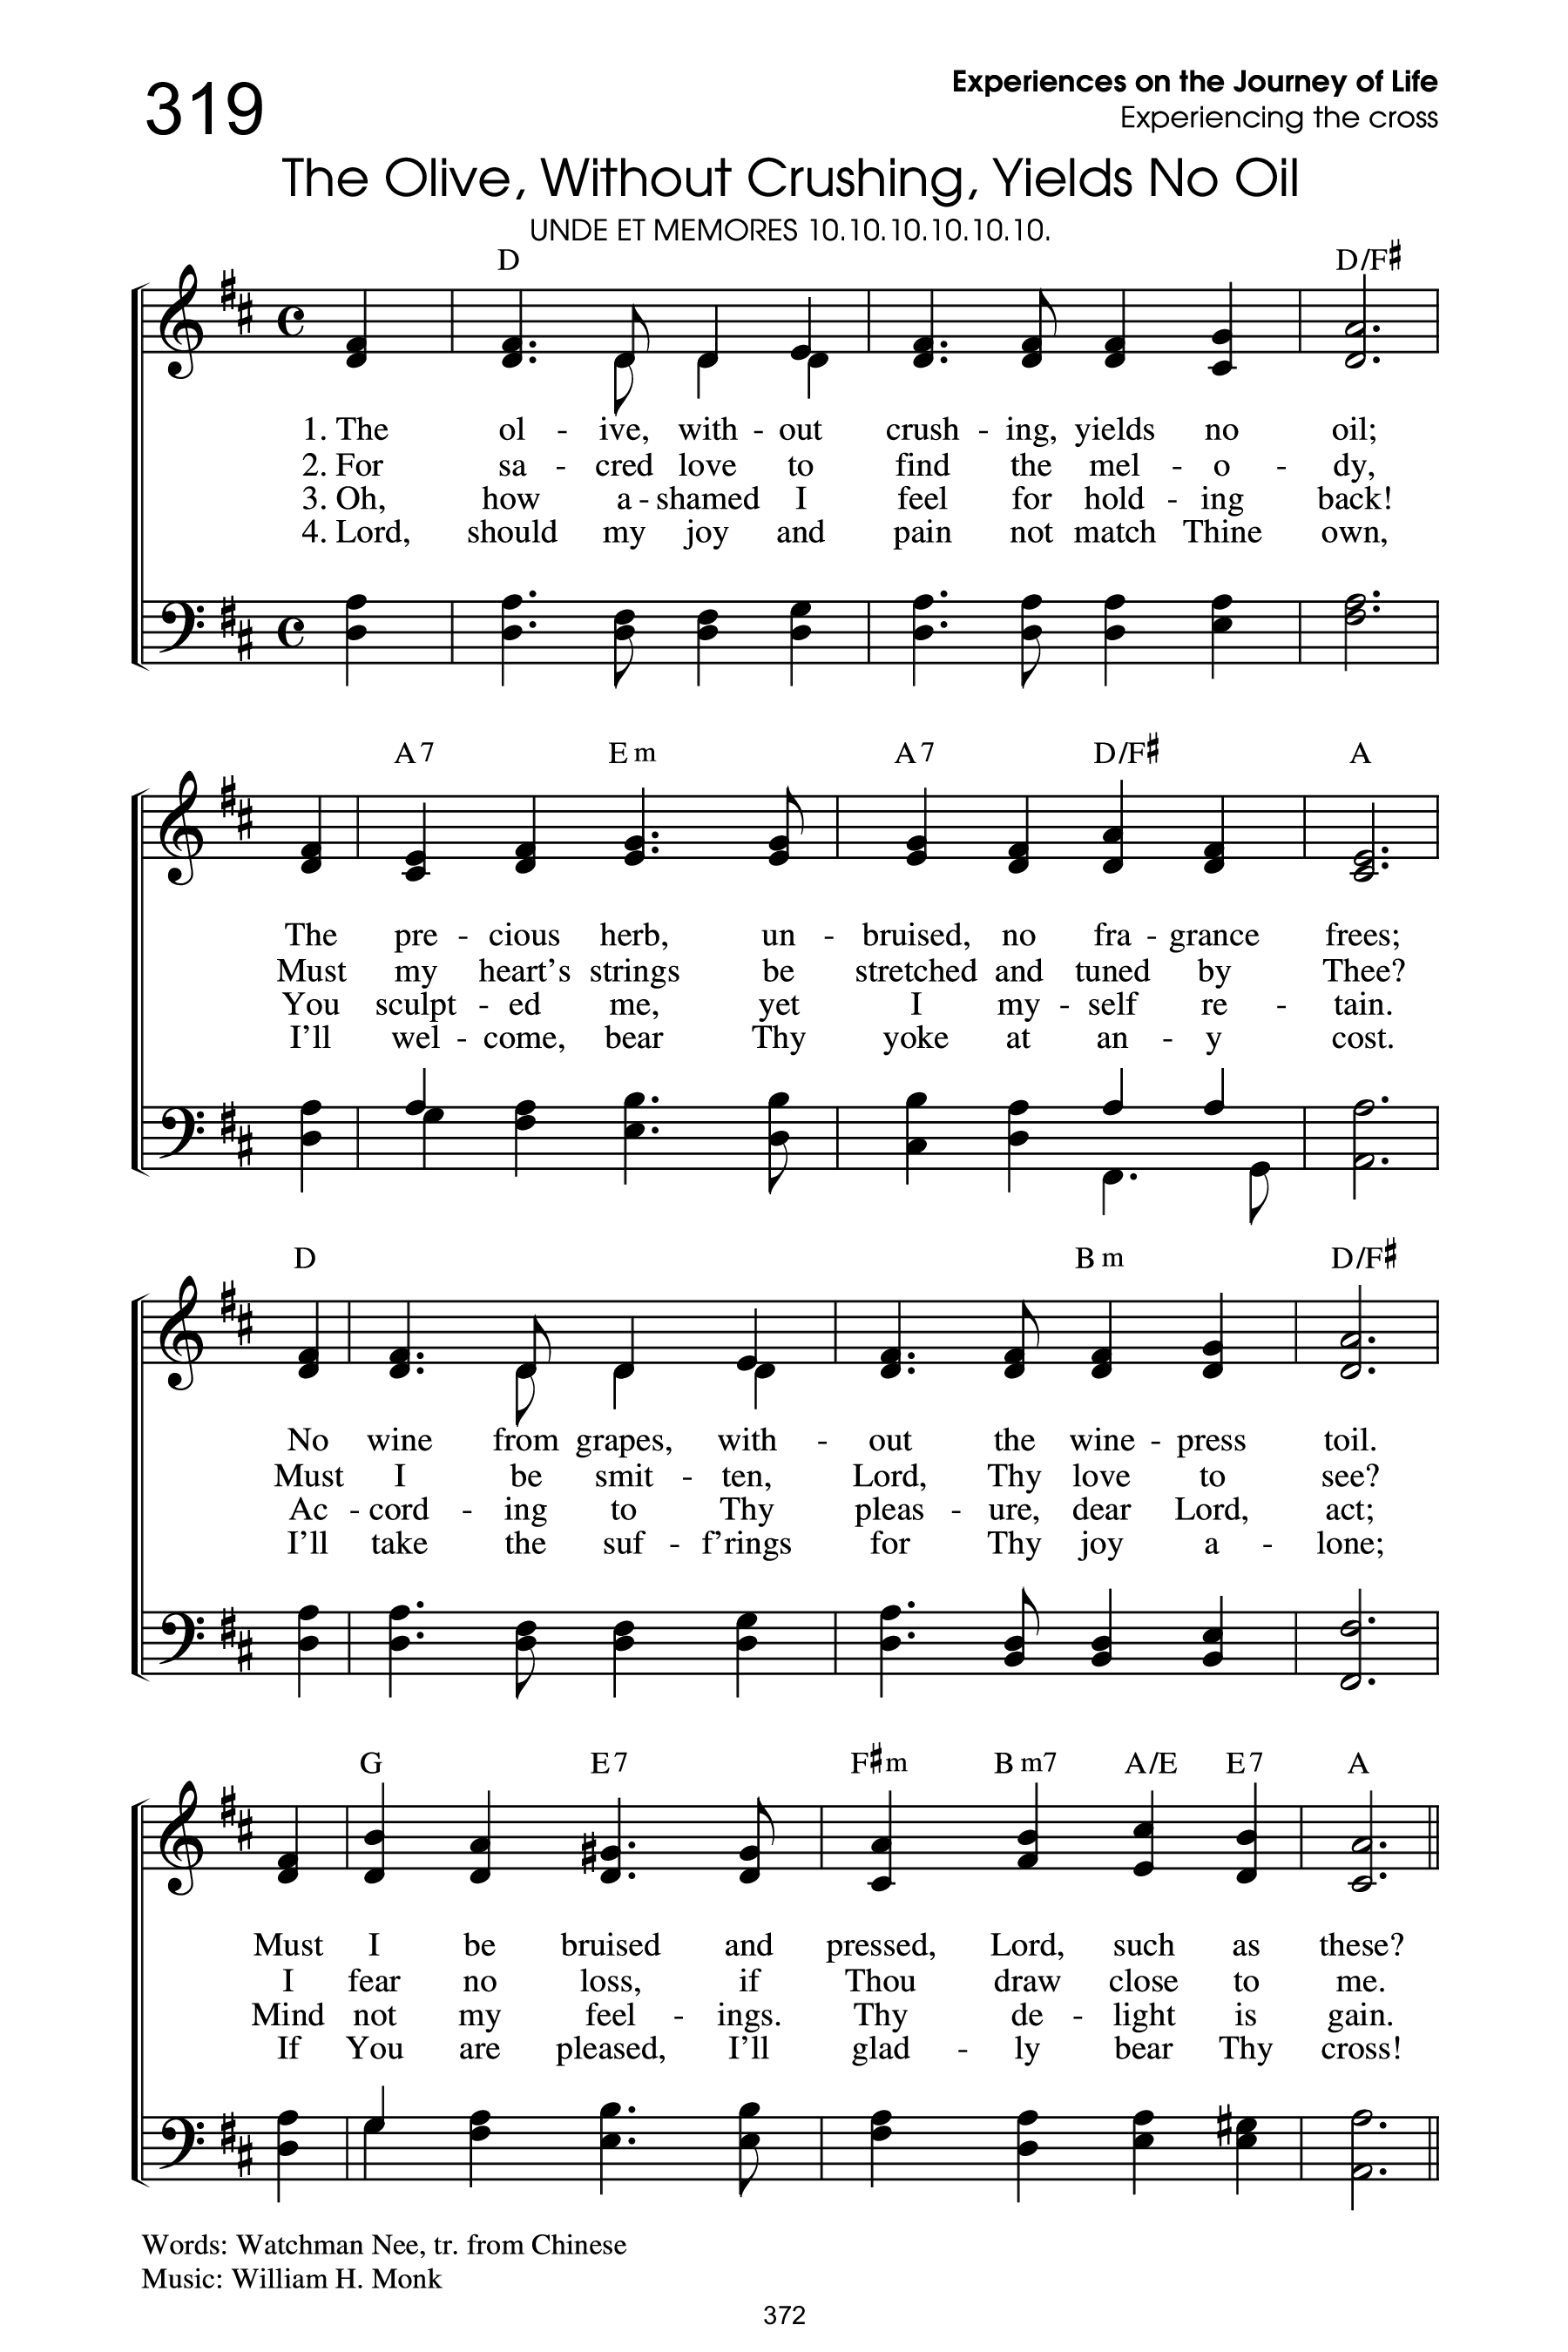 319
Experiences on the Journey of Life
Experiencing the cross
The Olive, Without Crushing, Yields No Oil
UNDE ET MEMORES 10.10.10.10.10.10.
D D/F♯
1. The ol - ive, with - out crush - ing, yields no oil;
2. For sa - cred love to find the mel - o - dy,
3. Oh, how a - shamed I feel for hold - ing back!
4. Lord, should my joy and pain not match Thine own,
A7 Em A7 D/F♯ A
The pre - cious herb, un - bruised, no fra - grance frees;
Must my heart's strings be stretched and tuned by Thee?
You sculpt - ed me, yet I my - self re - tain.
I'll wel - come, bear Thy yoke at an - y cost.
D Bm D/F♯
No wine from grapes, with - out the wine - press toil.
Must I be smit - ten, Lord, Thy love to see?
Ac - cord - ing to Thy pleas - ure, dear Lord, act;
I'll take the suf - f'rings for Thy joy a - lone;
G E7 F♯m Bm7 A/E E7 A
Must I be bruised and pressed, Lord, such as these?
I fear no loss, if Thou draw close to me.
Mind not my feel - ings. Thy de - light is gain.
If You are pleased, I'll glad - ly bear Thy cross!
Words: Watchman Nee, tr. from Chinese
Music: William H. Monk
372